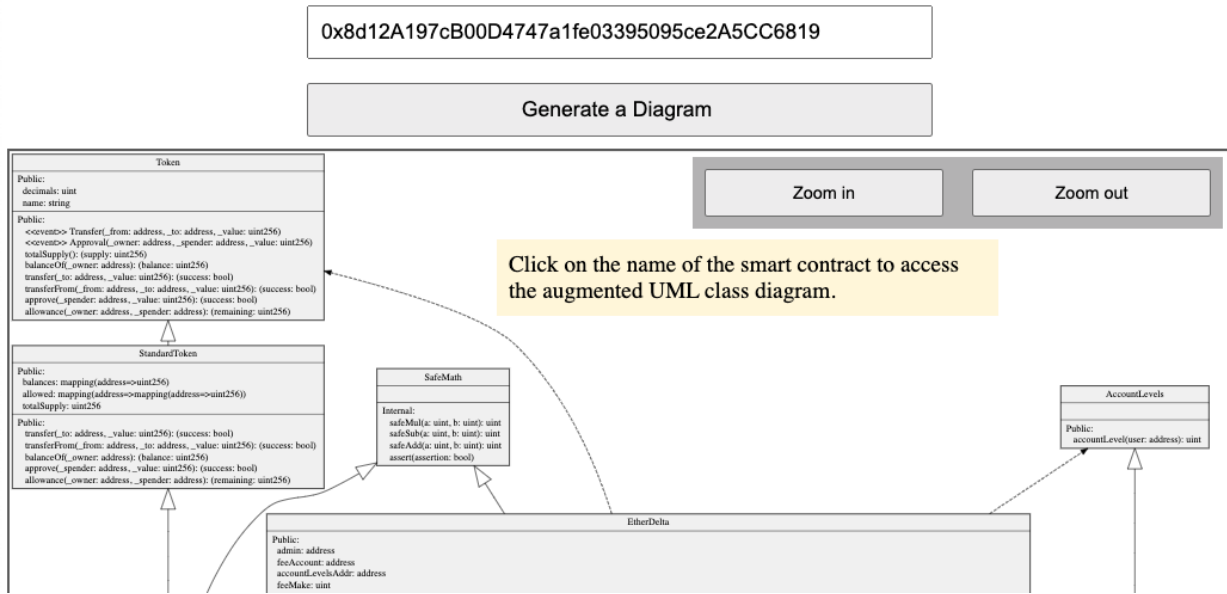 0x8d12A197cB00D4747a1fe03395095ce2A5CC6819
Generate a Diagram
Zoom in
Zoom out
Click on the name of the smart contract to access
the augmented UML class diagram.
Token
Public:
decimals: uint
name: string
Public:
<<event>> Transfer(_from: address, _to: address, _value: uint256)
<<event>> Approval(_owner: address, _spender: address, _value: uint256)
totalSupply(): (supply: uint256)
balanceOf(_owner: address): (balance: uint256)
transfer(_to: address, _value: uint256): (success: bool)
transferFrom(_from: address, _to: address, _value: uint256): (success: bool)
approve(_spender: address, _value: uint256): (success: bool)
allowance(_owner: address, _spender: address): (remaining: uint256)
StandardToken
Public:
balances: mapping(address=>uint256)
allowed: mapping(address=>mapping(address=>uint256))
totalSupply: uint256
Public:
transfer(_to: address, _value: uint256): (success: bool)
transferFrom(_from: address, _to: address, _value: uint256): (success: bool)
balanceOf(_owner: address): (balance: uint256)
approve(_spender: address, _value: uint256): (success: bool)
allowance(_owner: address, _spender: address): (remaining: uint256)
SafeMath
Internal:
safeMul(a: uint, b: uint): uint
safeSub(a: uint, b: uint): uint
safeAdd(a: uint, b: uint): uint
assert(assertion: bool)
AccountLevels
Public:
accountLevel(user: address): uint
EtherDelta
Public:
admin: address
feeAccount: address
accountLevelsAddr: address
feeMake: uint